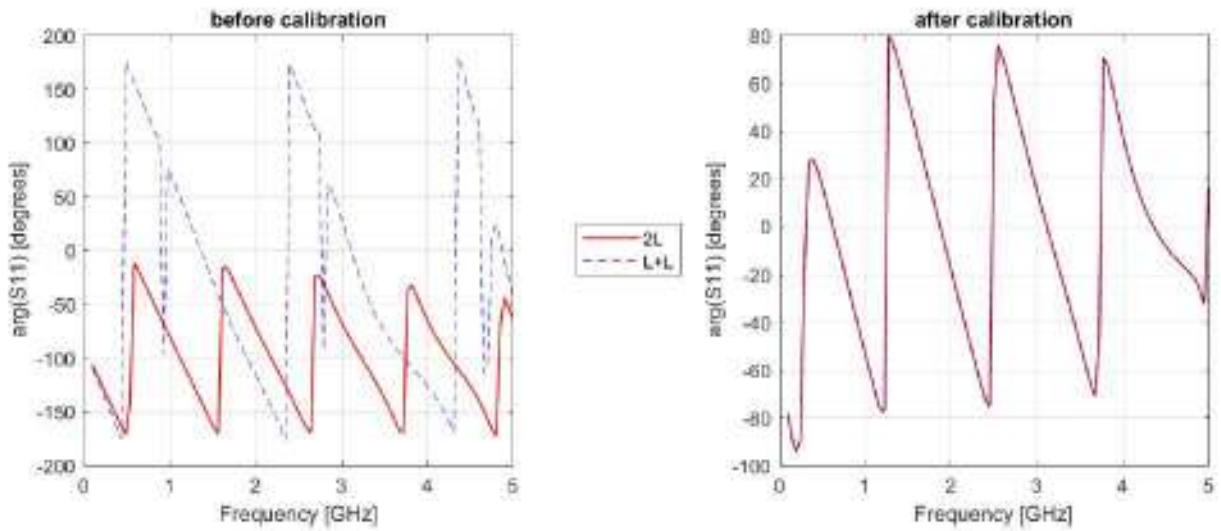 before calibration
200
150
100
50
0
-50
-100
-150
-200
arg(S11) [degrees]
0 1 2 3 4 5
Frequency [GHz]
2L
L+L
after calibration
80
60
40
20
0
-20
-40
-60
-80
-100
arg(S11) [degrees]
0 1 2 3 4 5
Frequency [GHz]